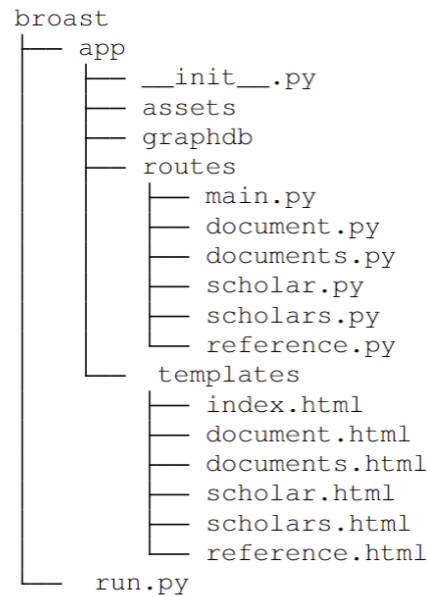 broast
app
__init__.py
assets
graphdb
routes
main.py
document.py
documents.py
scholar.py
scholars.py
reference.py
templates
index.html
document.html
documents.html
scholar.html
scholars.html
reference.html
run.py